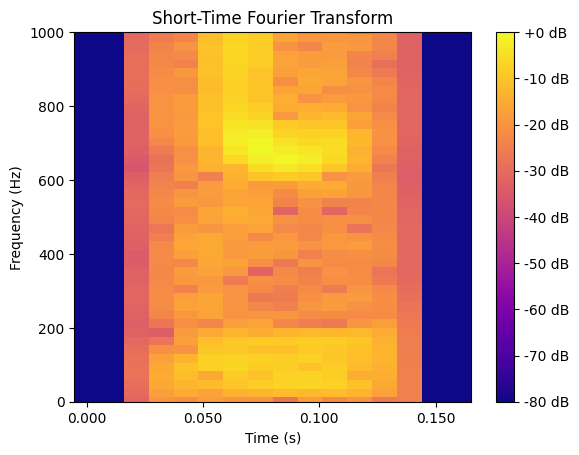 Short-Time Fourier Transform
1000
800
600
400
200
0
Frequency (Hz)
0.000
0.050
0.100
0.150
Time (s)
+0 dB
-10 dB
-20 dB
-30 dB
-40 dB
-50 dB
-60 dB
-70 dB
-80 dB